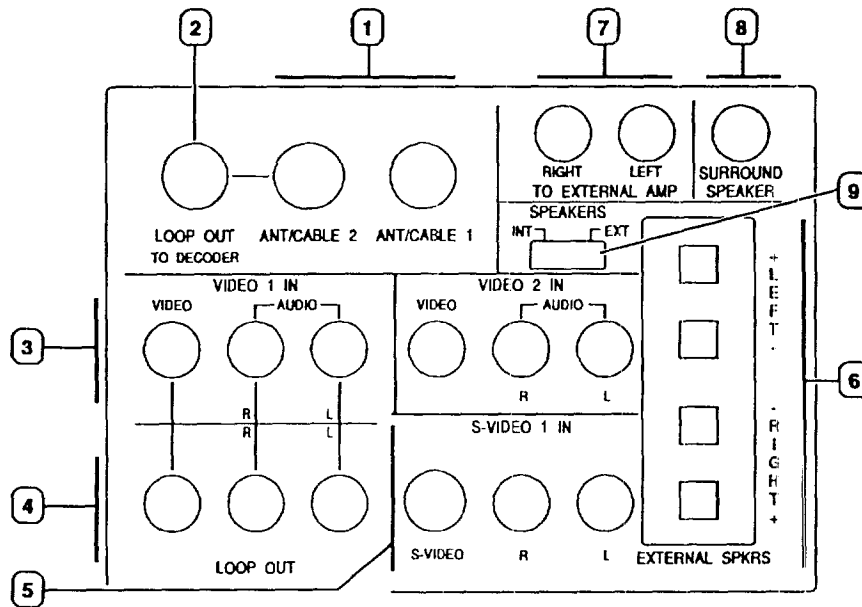 2
1
7
8
RIGHT LEFT
TO EXTERNAL AMP
SURROUND
SPEAKER
9
LOOP OUT
TO DECODER
ANT/CABLE 2
ANT/CABLE 1
SPEAKERS
INT EXT
VIDEO 1 IN
VIDEO AUDIO
VIDEO 2 IN
VIDEO AUDIO
3
R L
R L
R L
+LEFT-
-RIGHT+
6
S-VIDEO 1 IN
4
S-VIDEO R L
EXTERNAL SPKRS
LOOP OUT
5